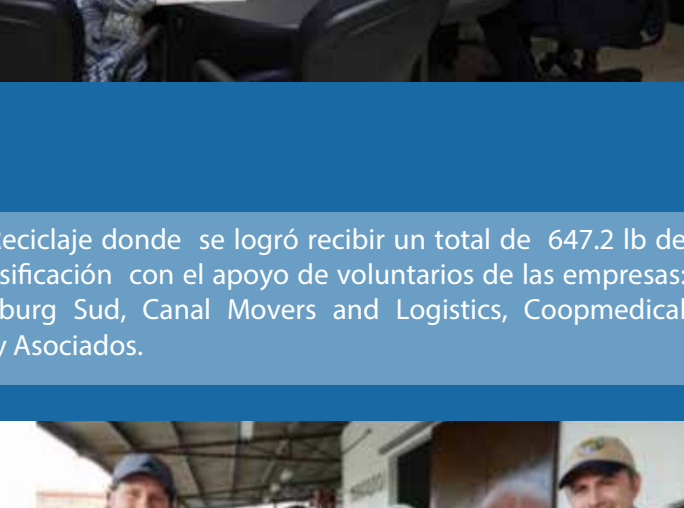 Reciclaje donde se logró recibir un total de 647.2 lb de
sificación con el apoyo de voluntarios de las empresas:
burg Sud, Canal Movers and Logistics, Coopmedical
y Asociados.